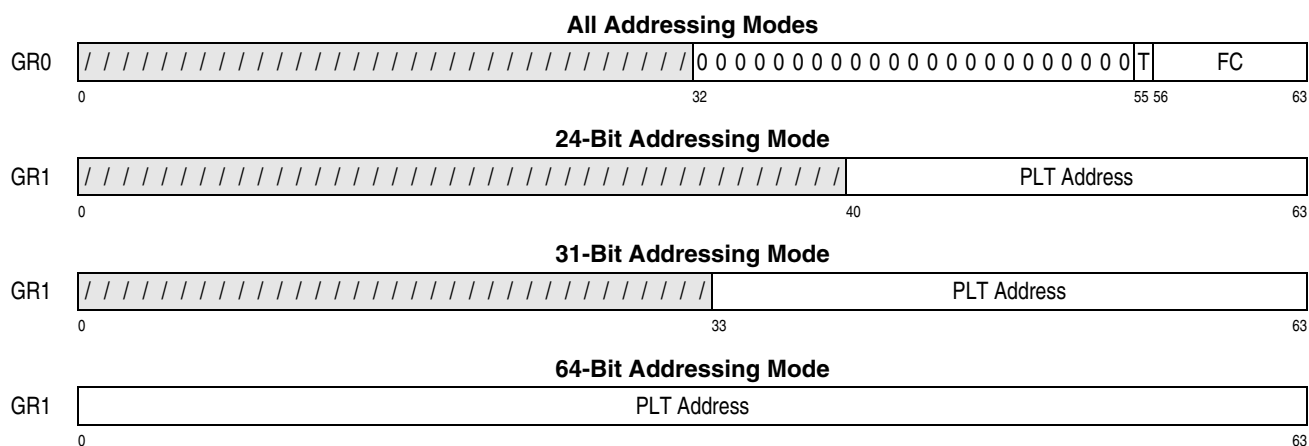 All Addressing Modes
GR0 / / / / / / / / / / / / / / / / / / / / / / / / / / / / / / / / 0 0 0 0 0 0 0 0 0 0 0 0 0 0 0 0 0 0 0 0 0 0 0 T FC
0 32 55 56 63
24-Bit Addressing Mode
GR1 / / / / / / / / / / / / / / / / / / / / / / / / / / / / / / / / / / / / / / / / PLT Address
0 40 63
31-Bit Addressing Mode
GR1 / / / / / / / / / / / / / / / / / / / / / / / / / / / / / / / / / PLT Address
0 33 63
64-Bit Addressing Mode
GR1 PLT Address
0 63